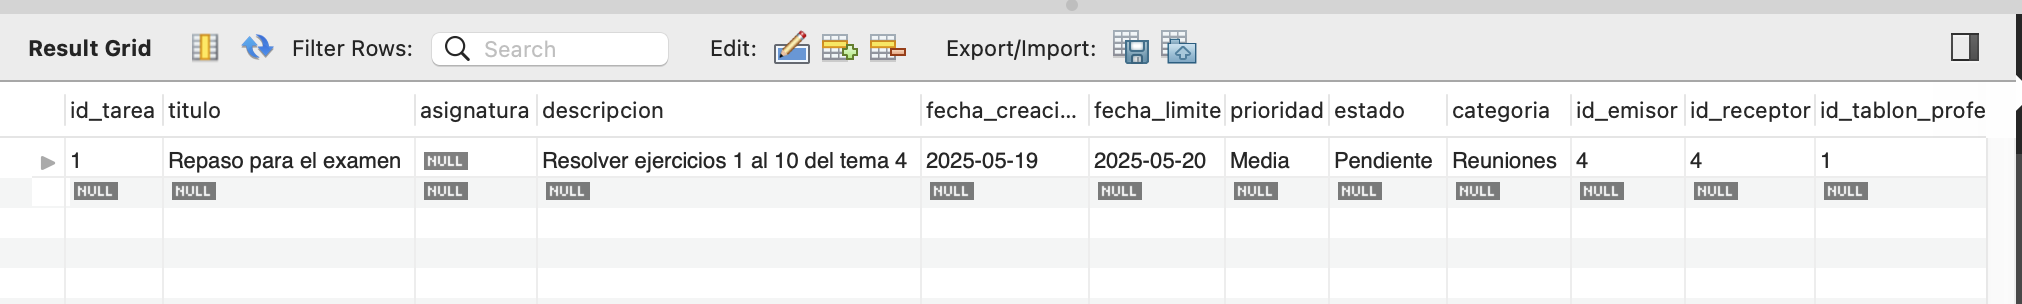 Result Grid Filter Rows: Search Edit: Export/Import:
id_tarea titulo asignatura descripcion fecha_creaci... fecha_limite prioridad estado categoria id_emisor id_receptor id_tablon_profe
1 Repaso para el examen NULL Resolver ejercicios 1 al 10 del tema 4 2025-05-19 2025-05-20 Media Pendiente Reuniones 4 4 1
NULL NULL NULL NULL NULL NULL NULL NULL NULL NULL NULL NULL